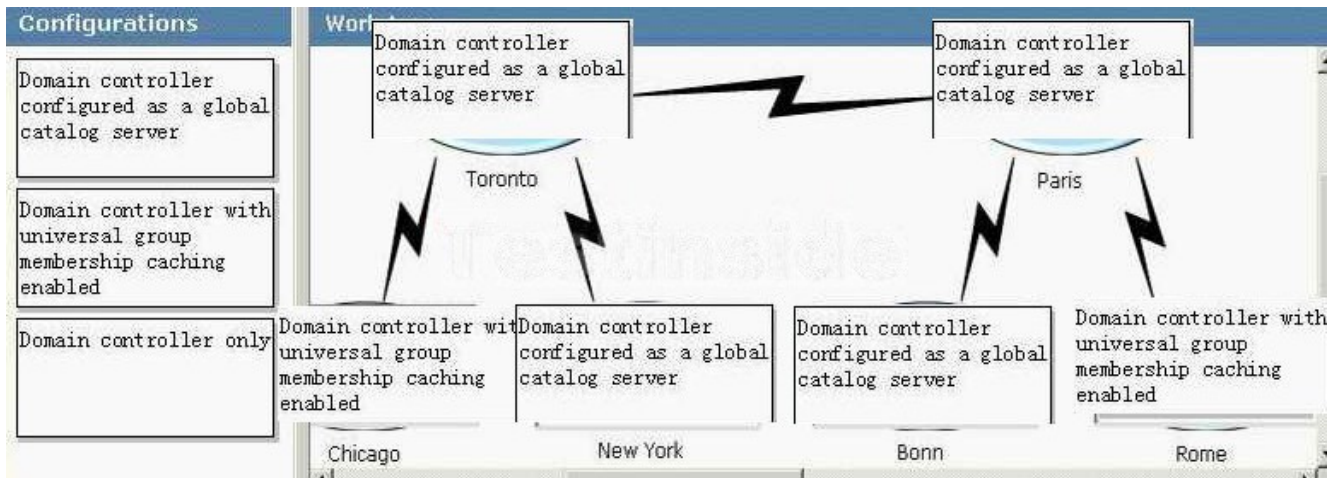 Configurations
Domain controller
configured as a global
catalog server
Domain controller with
universal group
membership caching
enabled
Domain controller only
Domain controller
configured as a global
catalog server
Domain controller
configured as a global
catalog server
Toronto
Paris
Testinside
Domain controller wit
universal group
membership caching
enabled
Domain controller
configured as a global
catalog server
Domain controller
configured as a global
catalog server
Domain controller with
universal group
membership caching
enabled
Chicago
New York
Bonn
Rome